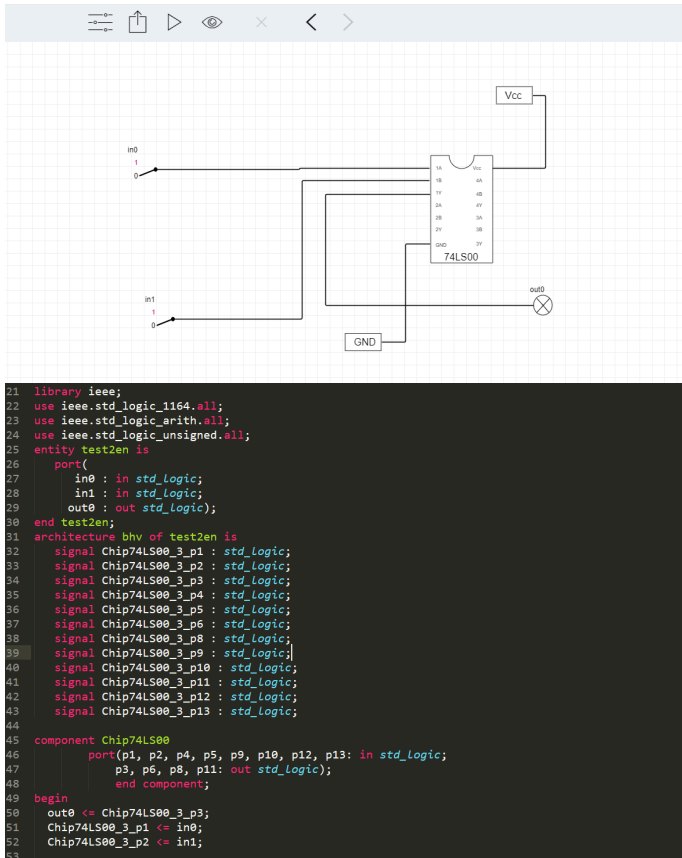 Vcc
in0
1
0
1A Vcc
1B 4A
1Y 4B
2A 4Y
2B 3A
2Y 3B
GND 3Y
74LS00
in1
1
0
out0
GND
21 library ieee;
22 use ieee.std_logic_1164.all;
23 use ieee.std_logic_arith.all;
24 use ieee.std_logic_unsigned.all;
25 entity test2en is
26 port(
27 in0 : in std_logic;
28 in1 : in std_logic;
29 out0 : out std_logic);
30 end test2en;
31 architecture bhv of test2en is
32 signal Chip74LS00_3_p1 : std_logic;
33 signal Chip74LS00_3_p2 : std_logic;
34 signal Chip74LS00_3_p3 : std_logic;
35 signal Chip74LS00_3_p4 : std_logic;
36 signal Chip74LS00_3_p5 : std_logic;
37 signal Chip74LS00_3_p6 : std_logic;
38 signal Chip74LS00_3_p8 : std_logic;
39 signal Chip74LS00_3_p9 : std_logic;
40 signal Chip74LS00_3_p10 : std_logic;
41 signal Chip74LS00_3_p11 : std_logic;
42 signal Chip74LS00_3_p12 : std_logic;
43 signal Chip74LS00_3_p13 : std_logic;
44
45 component Chip74LS00
46 port(p1, p2, p4, p5, p9, p10, p12, p13: in std_logic;
47 p3, p6, p8, p11: out std_logic);
48 end component;
49 begin
50 out0 <= Chip74LS00_3_p3;
51 Chip74LS00_3_p1 <= in0;
52 Chip74LS00_3_p2 <= in1;
53